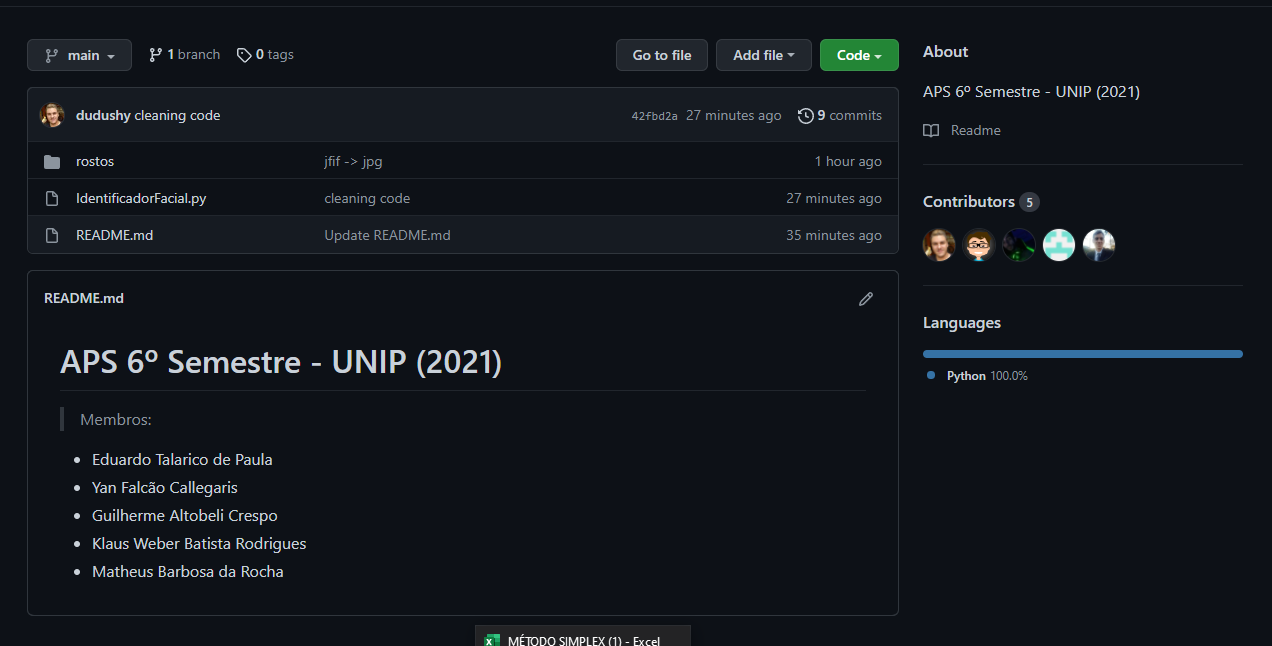 main 1 branch 0 tags Go to file Add file Code
dudushy cleaning code 42fbd2a 27 minutes ago 9 commits
rostos jfif -> jpg 1 hour ago
IdentificadorFacial.py cleaning code 27 minutes ago
README.md Update README.md 35 minutes ago
README.md
APS 6º Semestre - UNIP (2021)
Membros:
Eduardo Talarico de Paula
Yan Falcão Callegaris
Guilherme Altobeli Crespo
Klaus Weber Batista Rodrigues
Matheus Barbosa da Rocha
MÉTODO SIMPLEX (1) - Excel
About
APS 6º Semestre - UNIP (2021)
Readme
Contributors 5
Languages
Python 100.0%